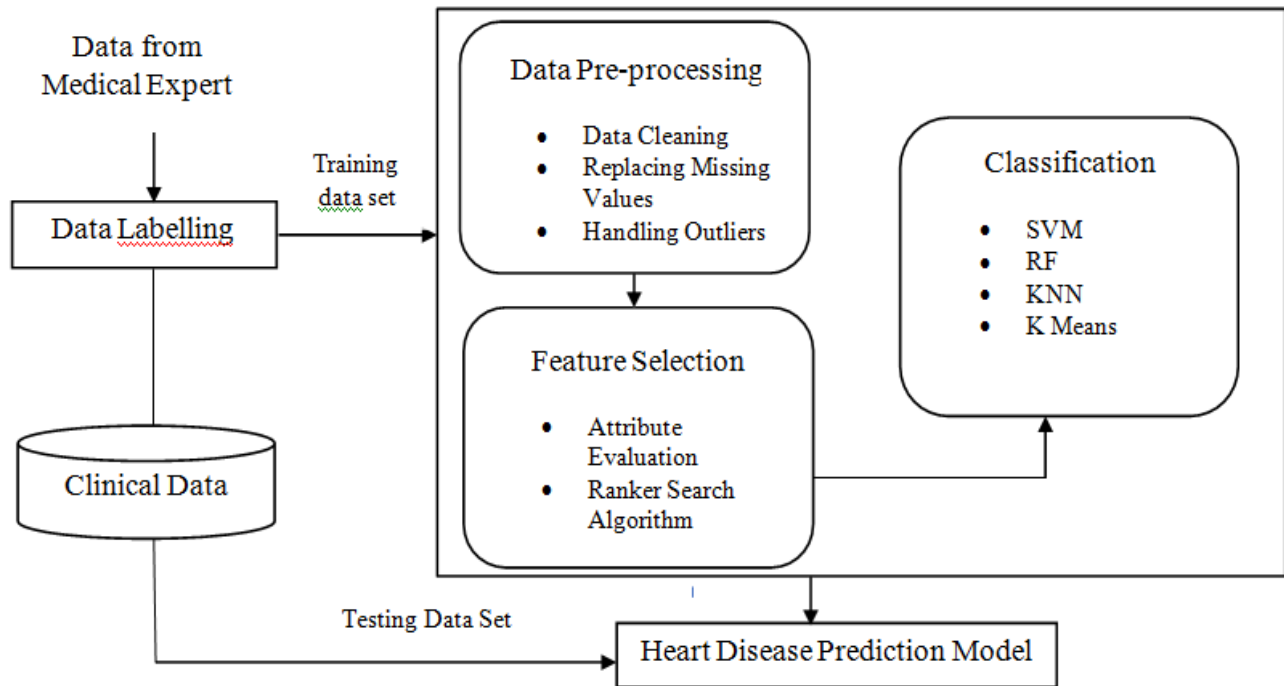 Data from
Medical Expert
Data Labelling
Training
data set
Clinical Data
Testing Data Set
Data Pre-processing
• Data Cleaning
• Replacing Missing
Values
• Handling Outliers
Feature Selection
• Attribute
Evaluation
• Ranker Search
Algorithm
Classification
• SVM
• RF
• KNN
• K Means
Heart Disease Prediction Model